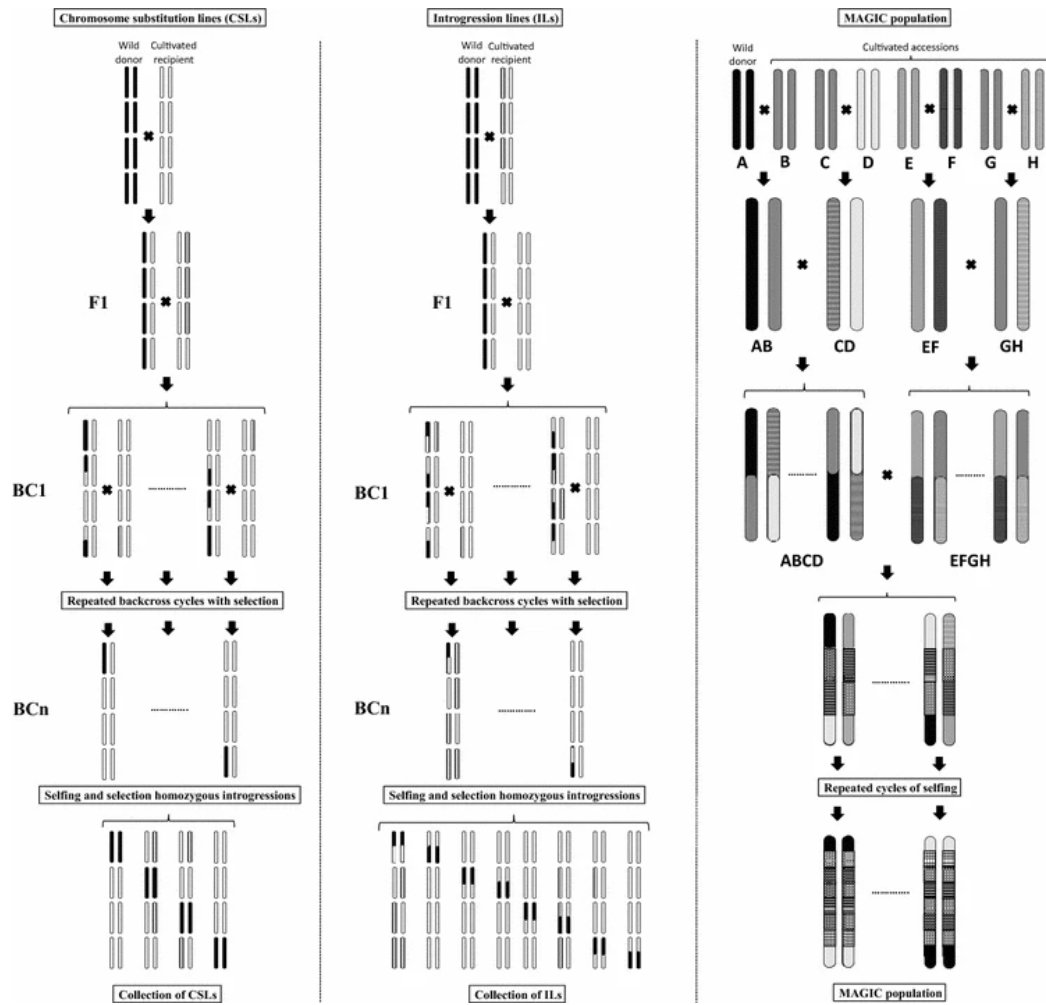 Chromosome substitution lines (CSLs)
Wild donor
Cultivated recipient
F1
BC1
Repeated backcross cycles with selection
BCn
Selfing and selection homozygous introgressions
Collection of CSLs
Introgression lines (ILs)
Wild donor
Cultivated recipient
F1
BC1
Repeated backcross cycles with selection
BCn
Selfing and selection homozygous introgressions
Collection of ILs
MAGIC population
Wild donor
Cultivated accessions
A B C D E F G H
AB CD EF GH
ABCD EFGH
Repeated cycles of selfing
MAGIC population